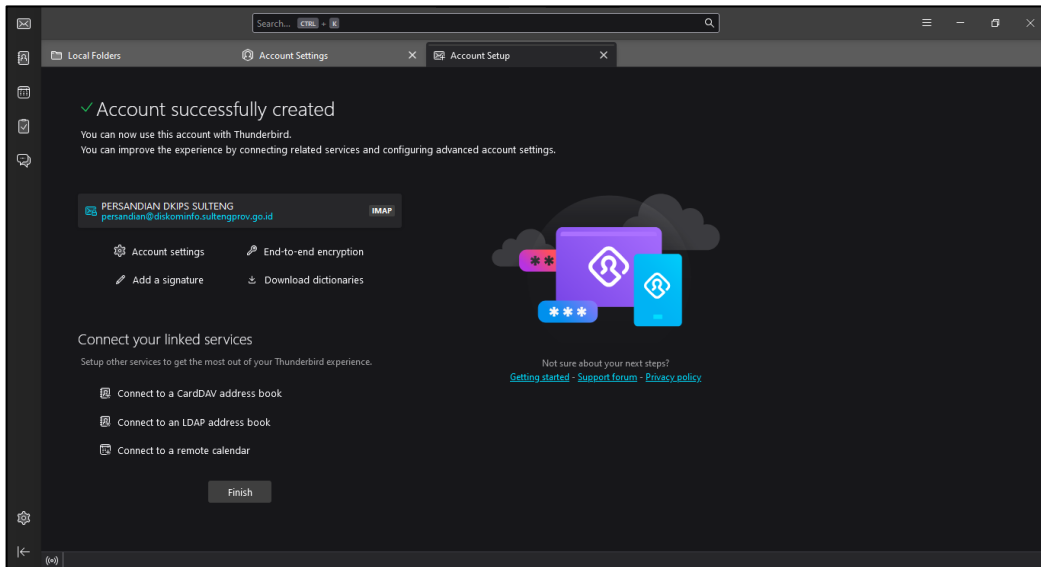 Search... CTRL + K
Local Folders
Account Settings
Account Setup
Account successfully created
You can now use this account with Thunderbird.
You can improve the experience by connecting related services and configuring advanced account settings.
PERSANDIAN DKIPS SULTENG
persandian@diskominfo.sultengprov.go.id
IMAP
Account settings
End-to-end encryption
Add a signature
Download dictionaries
Connect your linked services
Setup other services to get the most out of your Thunderbird experience.
Connect to a CardDAV address book
Connect to an LDAP address book
Connect to a remote calendar
Finish
**
***
Not sure about your next steps?
Getting started - Support forum - Privacy policy